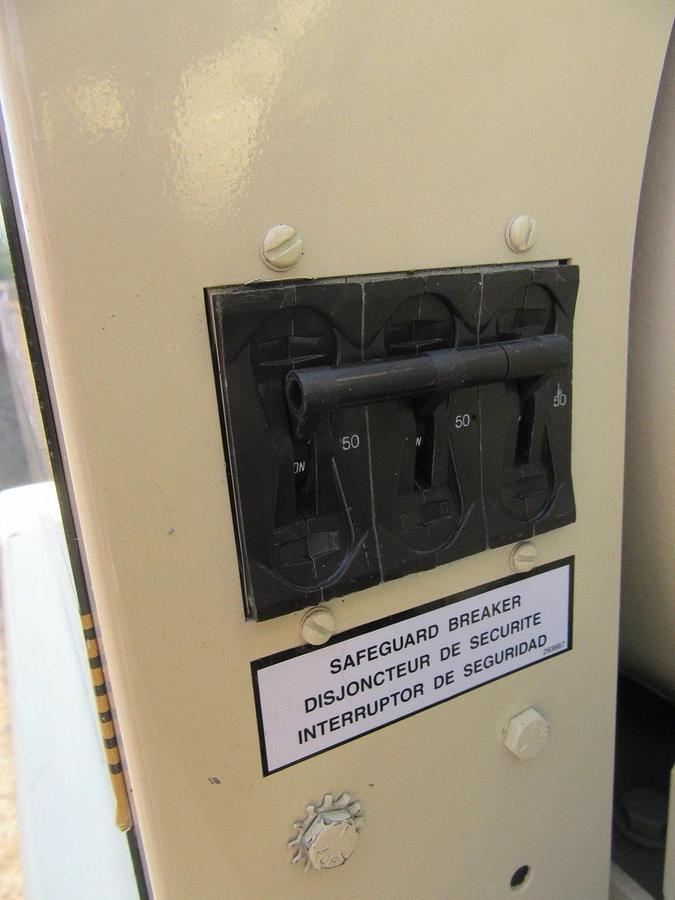 50
50
50
ON
N
SAFEGUARD BREAKER
DISJONCTEUR DE SECURITE
INTERRUPTOR DE SEGURIDAD